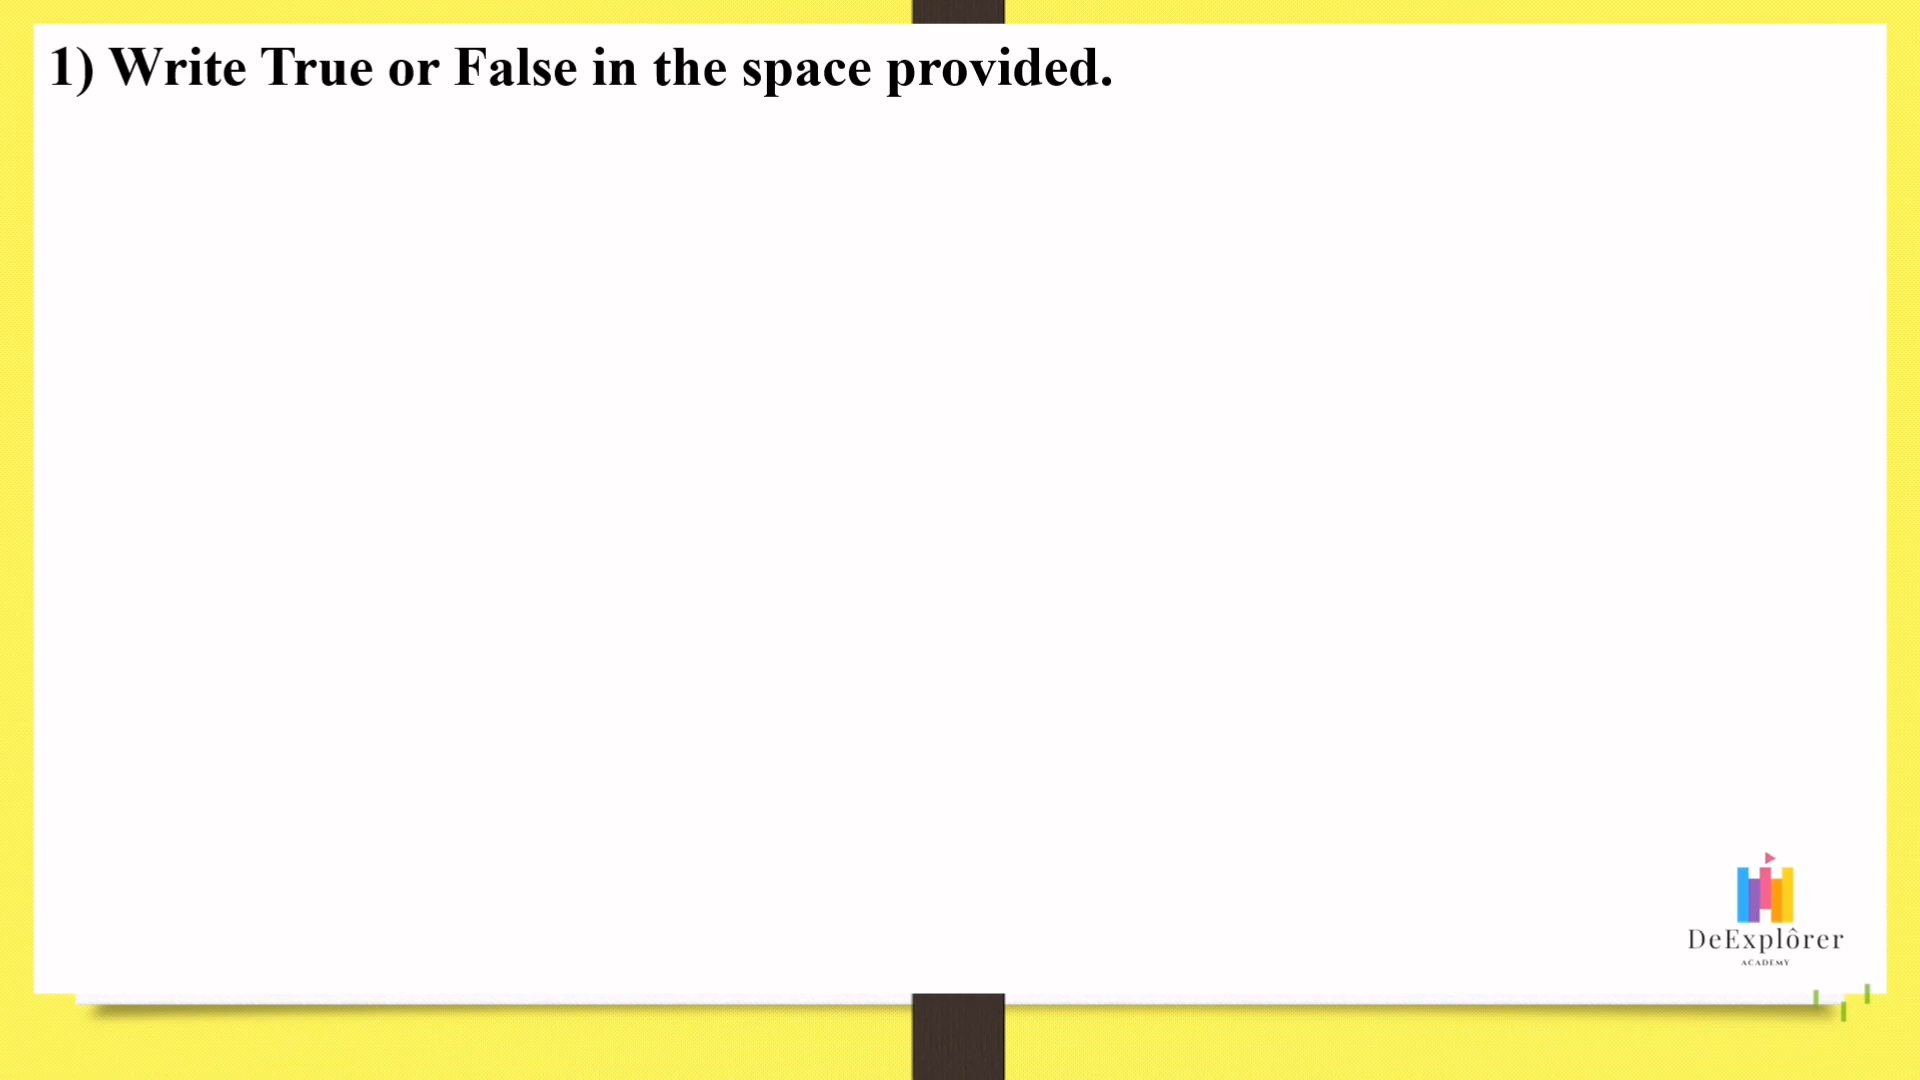 1) Write True or False in the space provided.
DeExplôrer
ACADEMY